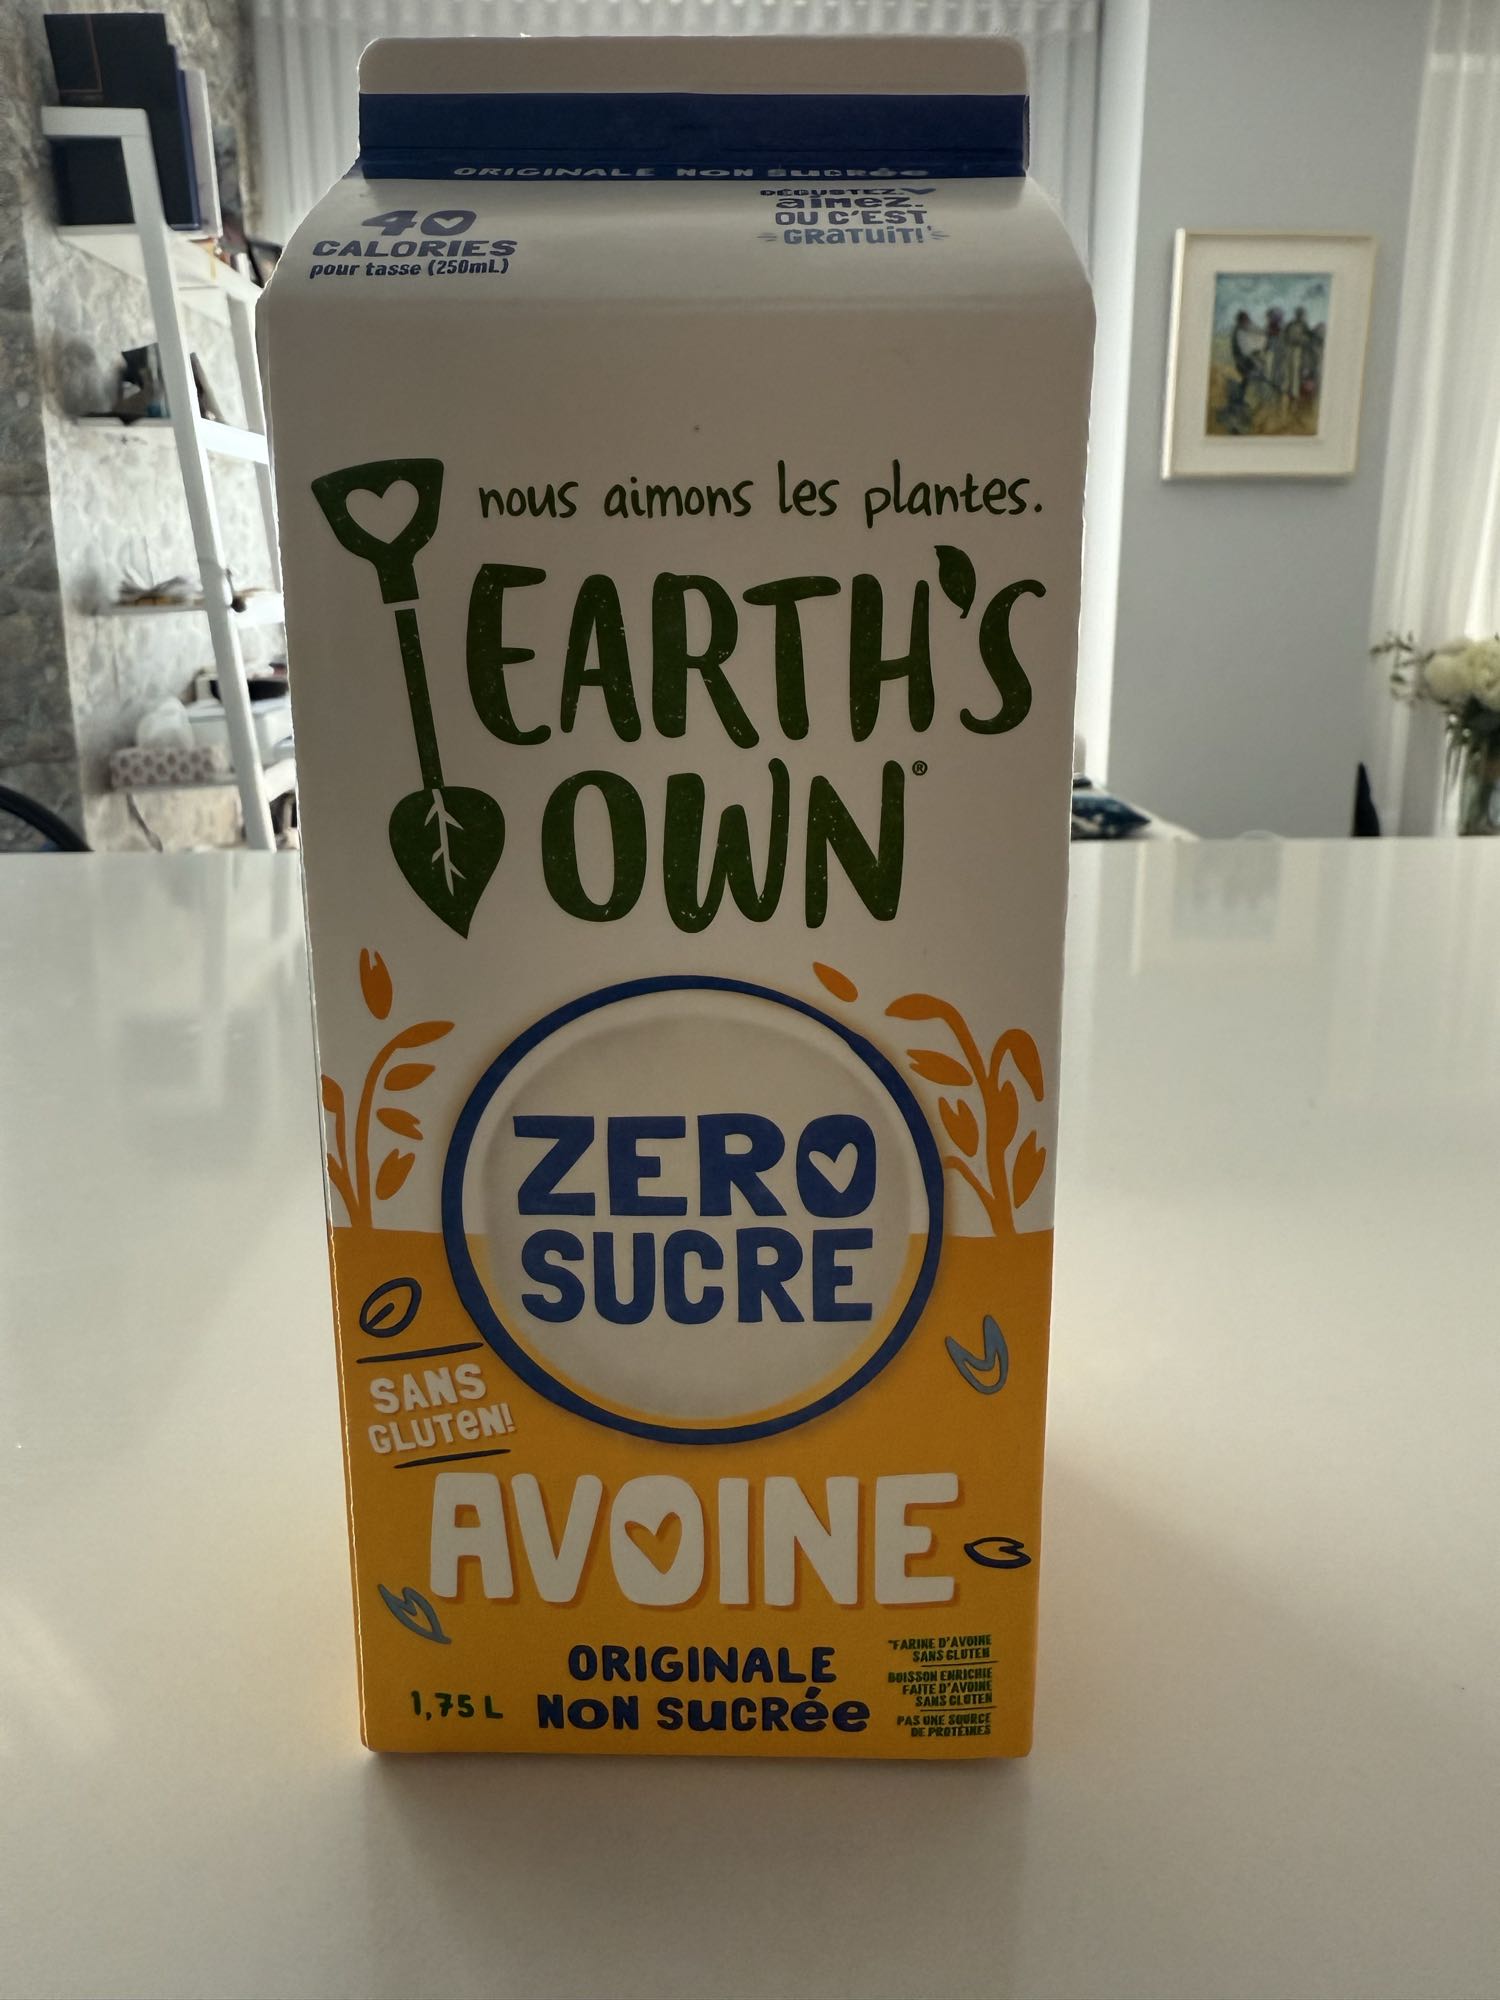 ORIGINALE NON SUCRée
40
CALORIES
pour tasse (250mL)
DÉGUSTEZ.
aimez.
OU C'EST
GRATUIT!
nous aimons les plantes.
EARTH'S
OWN®
ZERO
SUCRE
SANS
GLUTeN!
AVOINE
ORIGINALE
NON SUCRée
1,75 L
*FARINE D'AVOINE
SANS GLUTEN
BOISSON ENRICHIE
FAITE D'AVOINE
SANS GLUTEN
PAS UNE SOURCE
DE PROTÉINES